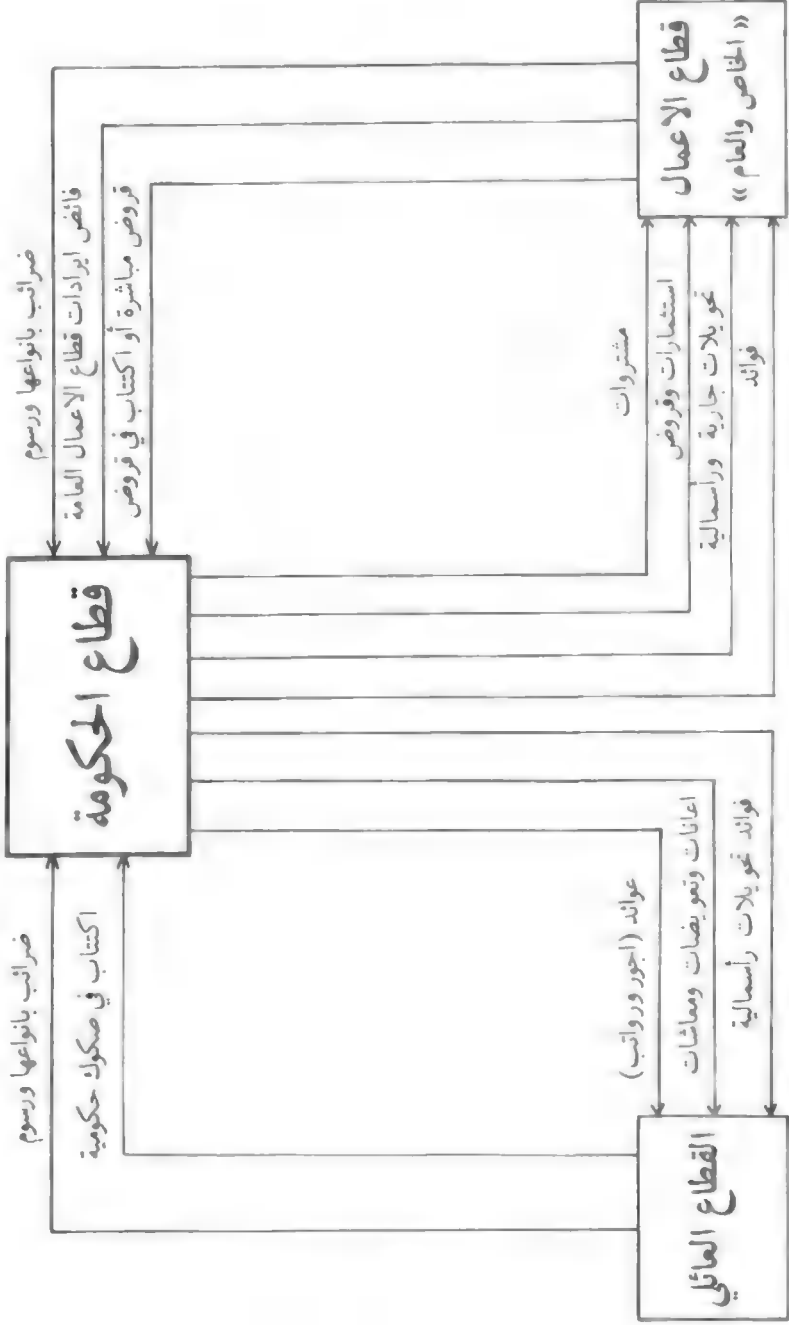 قطاع الحكومة
ضرائب بانواعها ورسوم
فائض ايرادات قطاع الاعمال العامة
قروض مباشرة أو اكتتاب في قروض
قطاع الاعمال
« الخاص والعام »
مشتروات
استثمارات وقروض
تحويلات جارية ورأسمالية
فوائد
ضرائب بانواعها ورسوم
اكتتاب في صكوك حكومية
عوائد (اجور ورواتب)
اعانات وتعويضات ومعاشات
فوائد تحويلات رأسمالية
القطاع العائلي